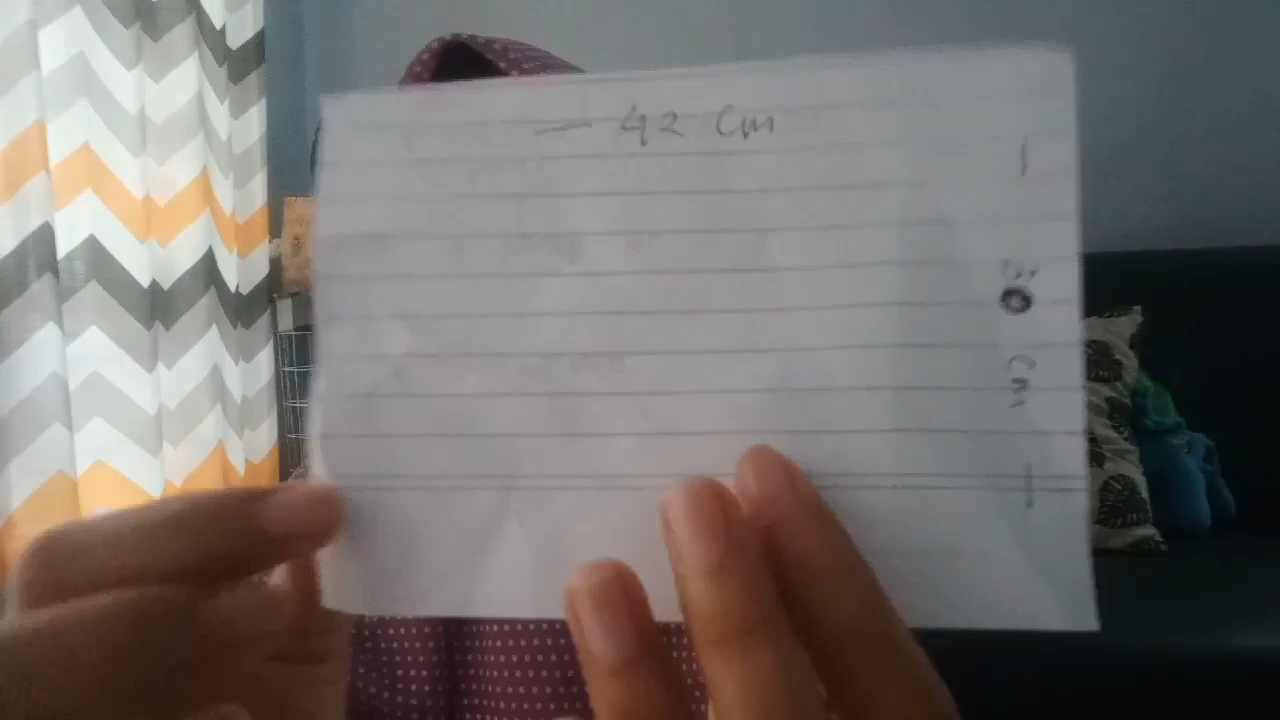 — 42 Cm
— 30 Cm —